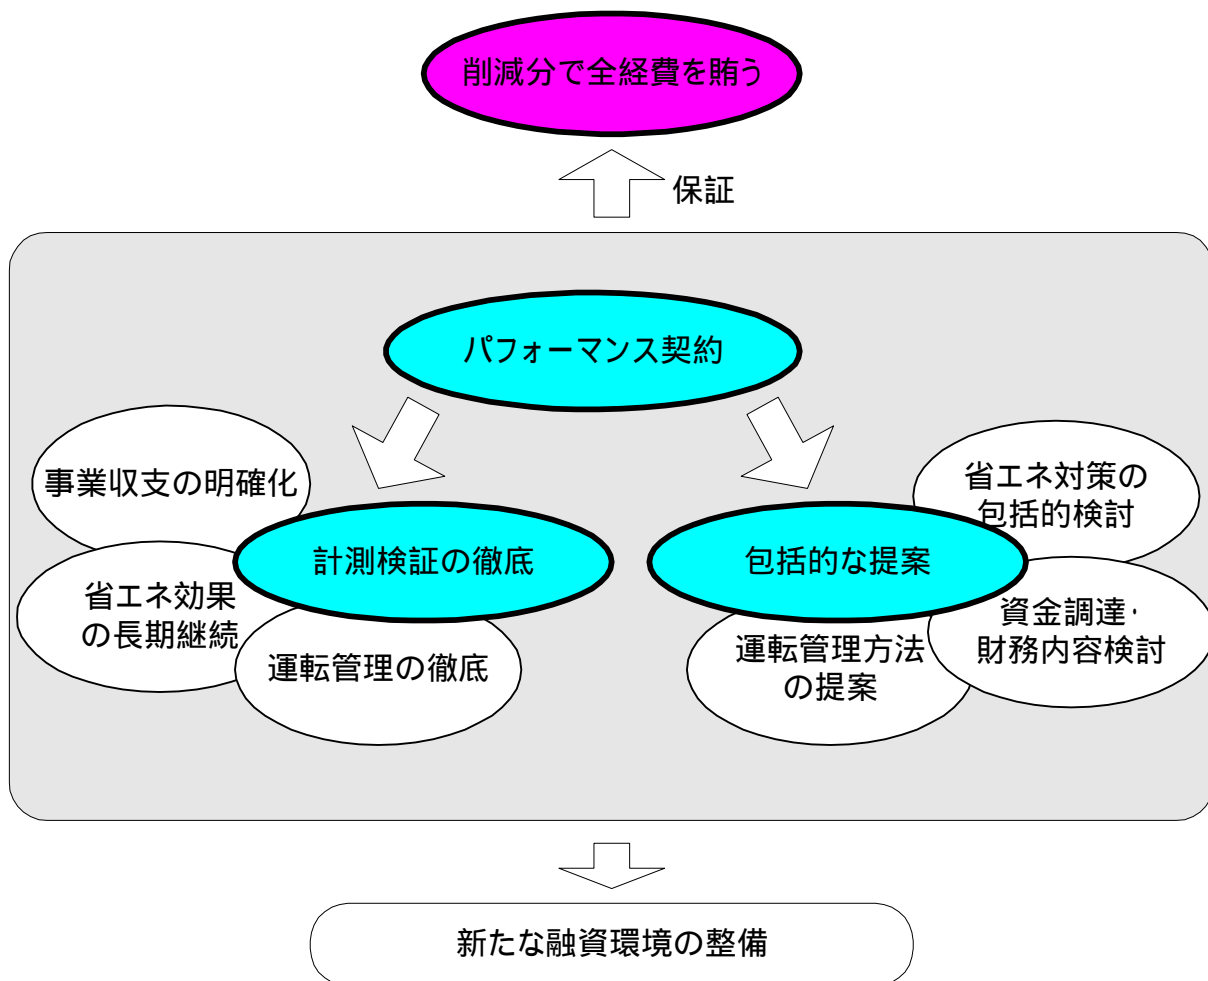 削減分で全経費を賄う
保証
パフォーマンス契約
事業収支の明確化
計測検証の徹底
省エネ効果
の長期継続
運転管理の徹底
省エネ対策の
包括的検討
包括的な提案
資金調達・
財務内容検討
運転管理方法
の提案
新たな融資環境の整備